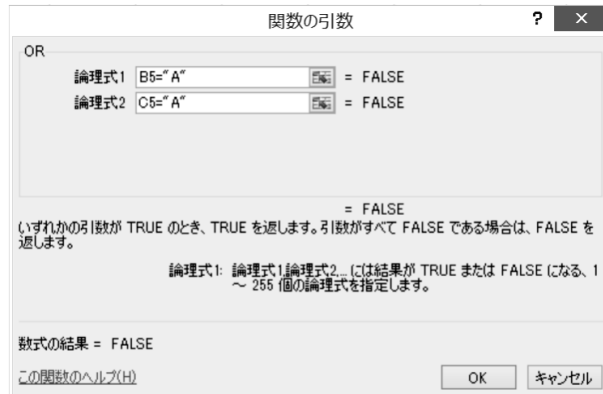 関数の引数
? ×
OR
論理式1 B5="A" = FALSE
論理式2 C5="A" = FALSE
= FALSE
いずれかの引数が TRUE のとき、TRUE を返します。引数がすべて FALSE である場合は、FALSE を
返します。
論理式1: 論理式1,論理式2,... には結果が TRUE または FALSE になる、1
～ 255 個の論理式を指定します。
数式の結果 = FALSE
この関数のヘルプ(H)
OK キャンセル